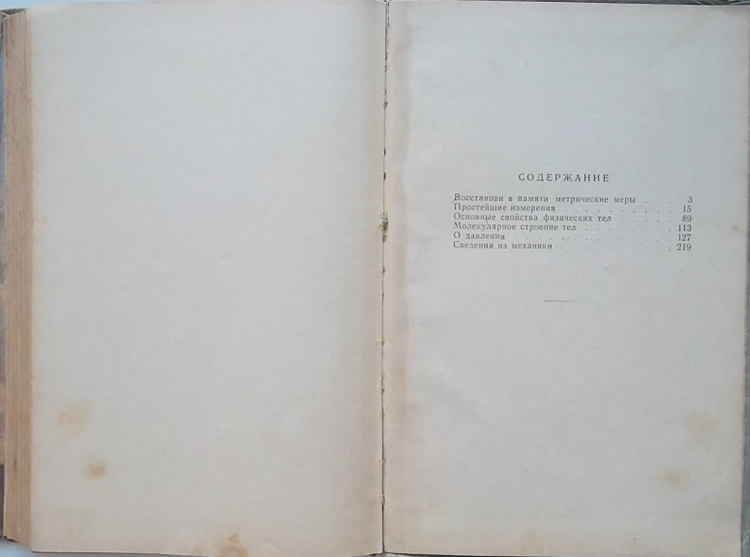 СОДЕРЖАНИЕ
Восстанови в памяти метрические меры . . . . 3
Простейшие измерения . . . . . . . . . . 15
Основные свойства физических тел . . . . . . 89
Молекулярное строение тел . . . . . . . . . 113
О давлении . . . . . . . . . . . . . . 127
Сведения из механики . . . . . . . . . . 219